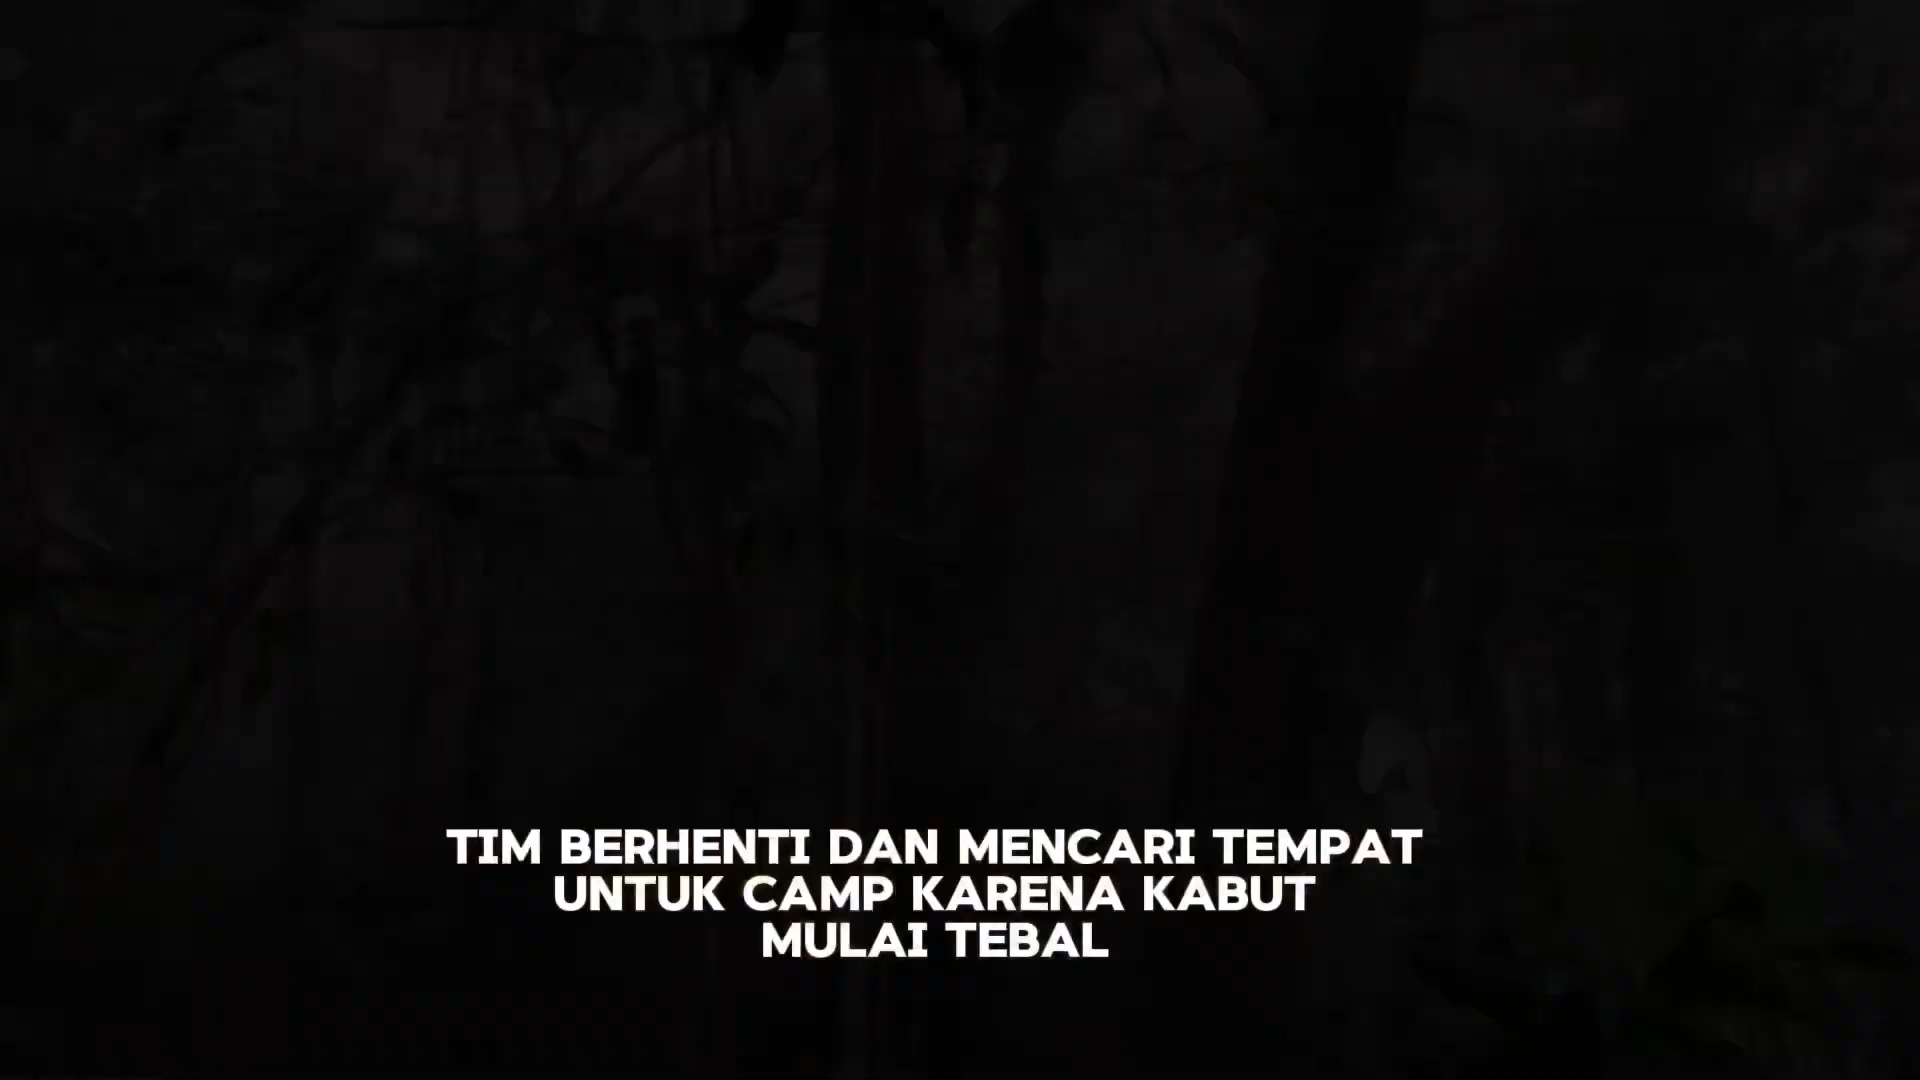 TIM BERHENTI DAN MENCARI TEMPAT
UNTUK CAMP KARENA KABUT
MULAI TEBAL